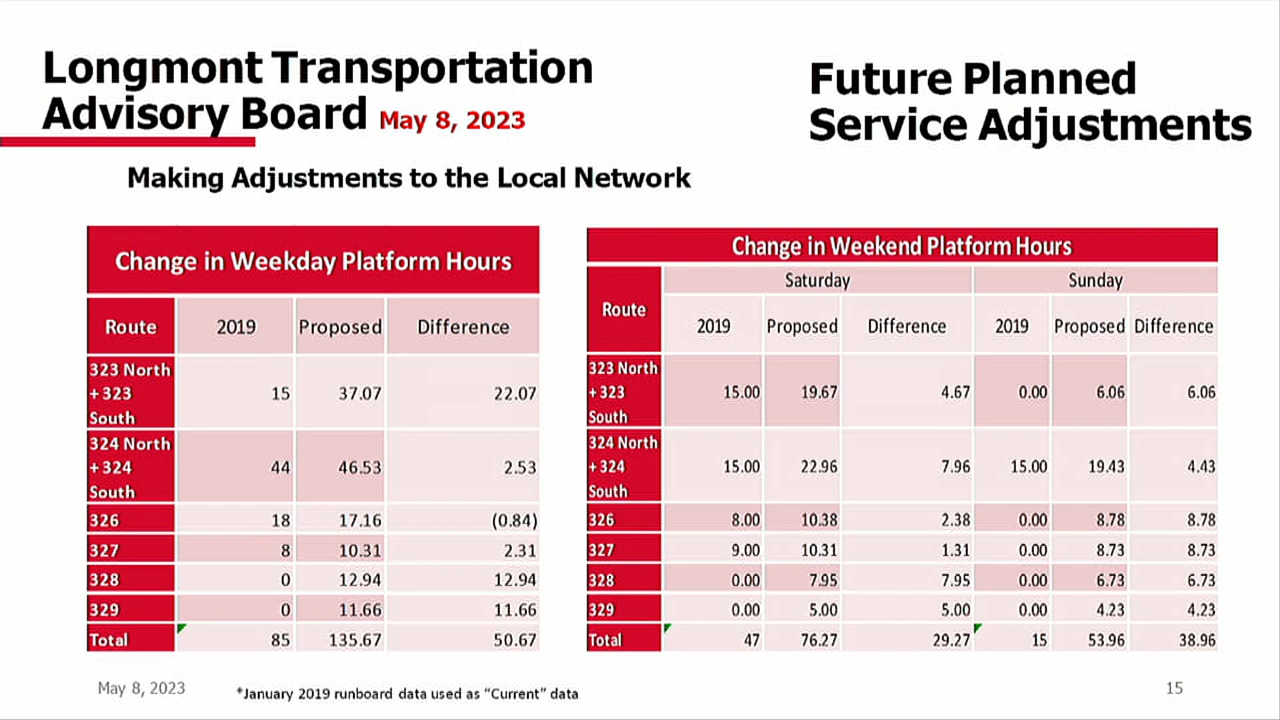 Longmont Transportation
Advisory Board May 8, 2023
Future Planned
Service Adjustments
Making Adjustments to the Local Network
Change in Weekday Platform Hours
Route 2019 Proposed Difference
323 North
+ 323 15 37.07 22.07
South
324 North
+ 324 44 46.53 2.53
South
326 18 17.16 (0.84)
327 8 10.31 2.31
328 0 12.94 12.94
329 0 11.66 11.66
Total 85 135.67 50.67
Change in Weekend Platform Hours
Saturday Sunday
Route
2019 Proposed Difference 2019 Proposed Difference
323 North
+ 323 15.00 19.67 4.67 0.00 6.06 6.06
South
324 North
+ 324 15.00 22.96 7.96 15.00 19.43 4.43
South
326 8.00 10.38 2.38 0.00 8.78 8.78
327 9.00 10.31 1.31 0.00 8.73 8.73
328 0.00 7.95 7.95 0.00 6.73 6.73
329 0.00 5.00 5.00 0.00 4.23 4.23
Total 47 76.27 29.27 15 53.96 38.96
May 8, 2023
*January 2019 runboard data used as “Current” data
15